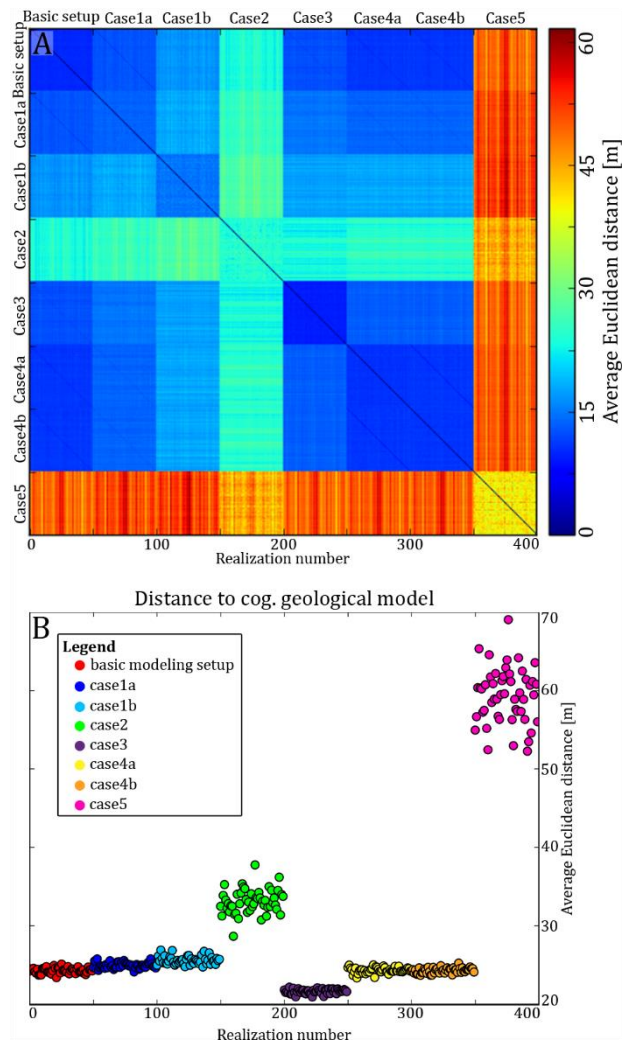 Basic setup Case1a Case1b Case2 Case3 Case4a Case4b Case5
A
Basic setup
Case1a
Case1b
Case2
Case3
Case4a
Case4b
Case5
60
45
30
15
0
Average Euclidean distance [m]
0 100 200 300 400
Realization number
Distance to cog. geological model
B
Legend
basic modeling setup
case1a
case1b
case2
case3
case4a
case4b
case5
70
60
50
40
30
20
Average Euclidean distance [m]
0 100 200 300 400
Realization number